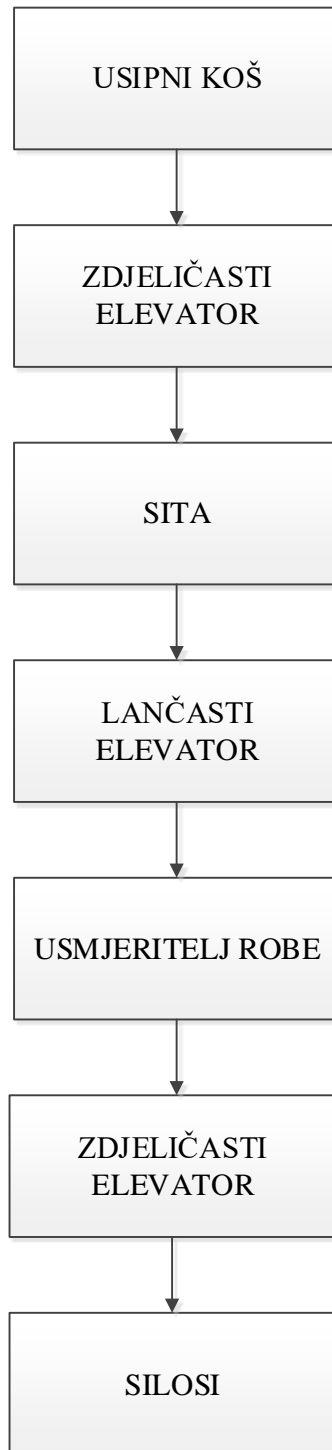 USIPNI KOŠ
ZDJELIČASTI
ELEVATOR
SITA
LANČASTI
ELEVATOR
USMJERITELJ ROBE
ZDJELIČASTI
ELEVATOR
SILOSI